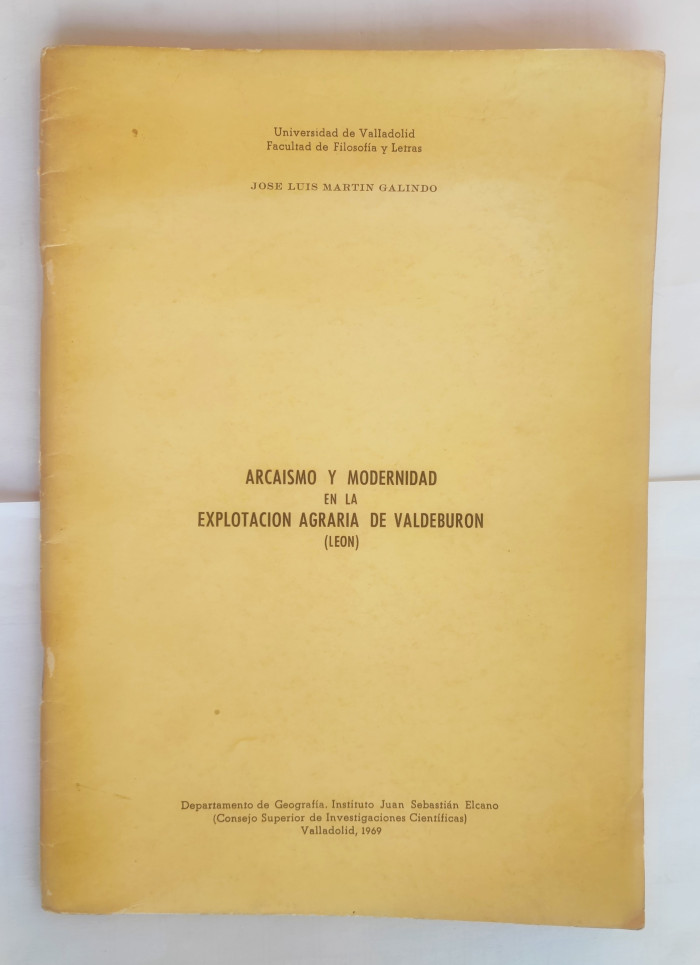 Universidad de Valladolid
Facultad de Filosofía y Letras
JOSE LUIS MARTIN GALINDO
ARCAISMO Y MODERNIDAD
EN LA
EXPLOTACION AGRARIA DE VALDEBURON
(LEON)
Departamento de Geografía. Instituto Juan Sebastián Elcano
(Consejo Superior de Investigaciones Científicas)
Valladolid, 1969